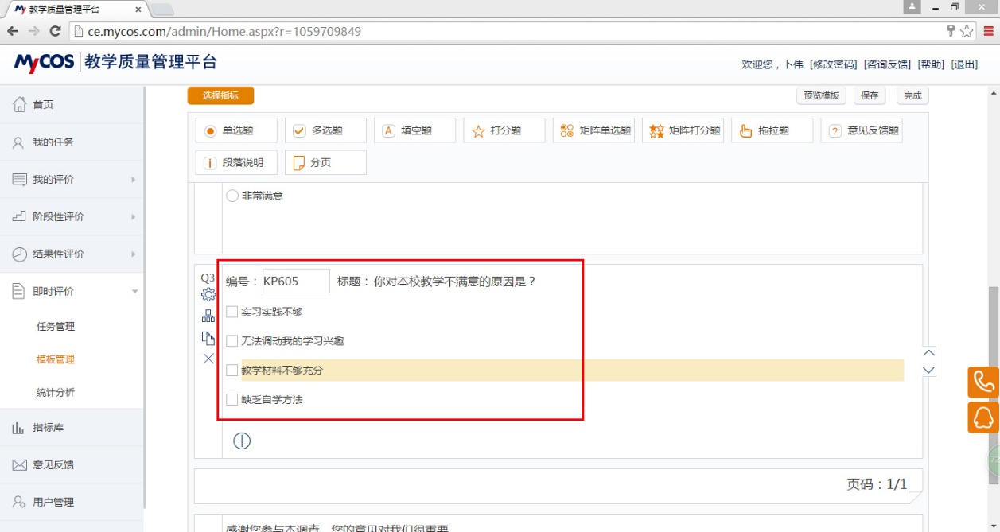 教学质量管理平台
ce.mycos.com/admin/Home.aspx?r=1059709849
MyCOS 教学质量管理平台
欢迎您，卜伟 [修改密码] [咨询反馈] [帮助] [退出]
首页
我的任务
我的评价
阶段性评价
结果性评价
即时评价
任务管理
模板管理
统计分析
指标库
意见反馈
用户管理
选择指标
预览模板
保存
完成
单选题
多选题
填空题
打分题
矩阵单选题
矩阵打分题
拖拉题
意见反馈题
段落说明
分页
非常满意
Q3
编号：KP605 标题：你对本校教学不满意的原因是？
实习实践不够
无法调动我的学习兴趣
教学材料不够充分
缺乏自学方法
页码：1/1
感谢您参与本调查，您的意见对我们很重要